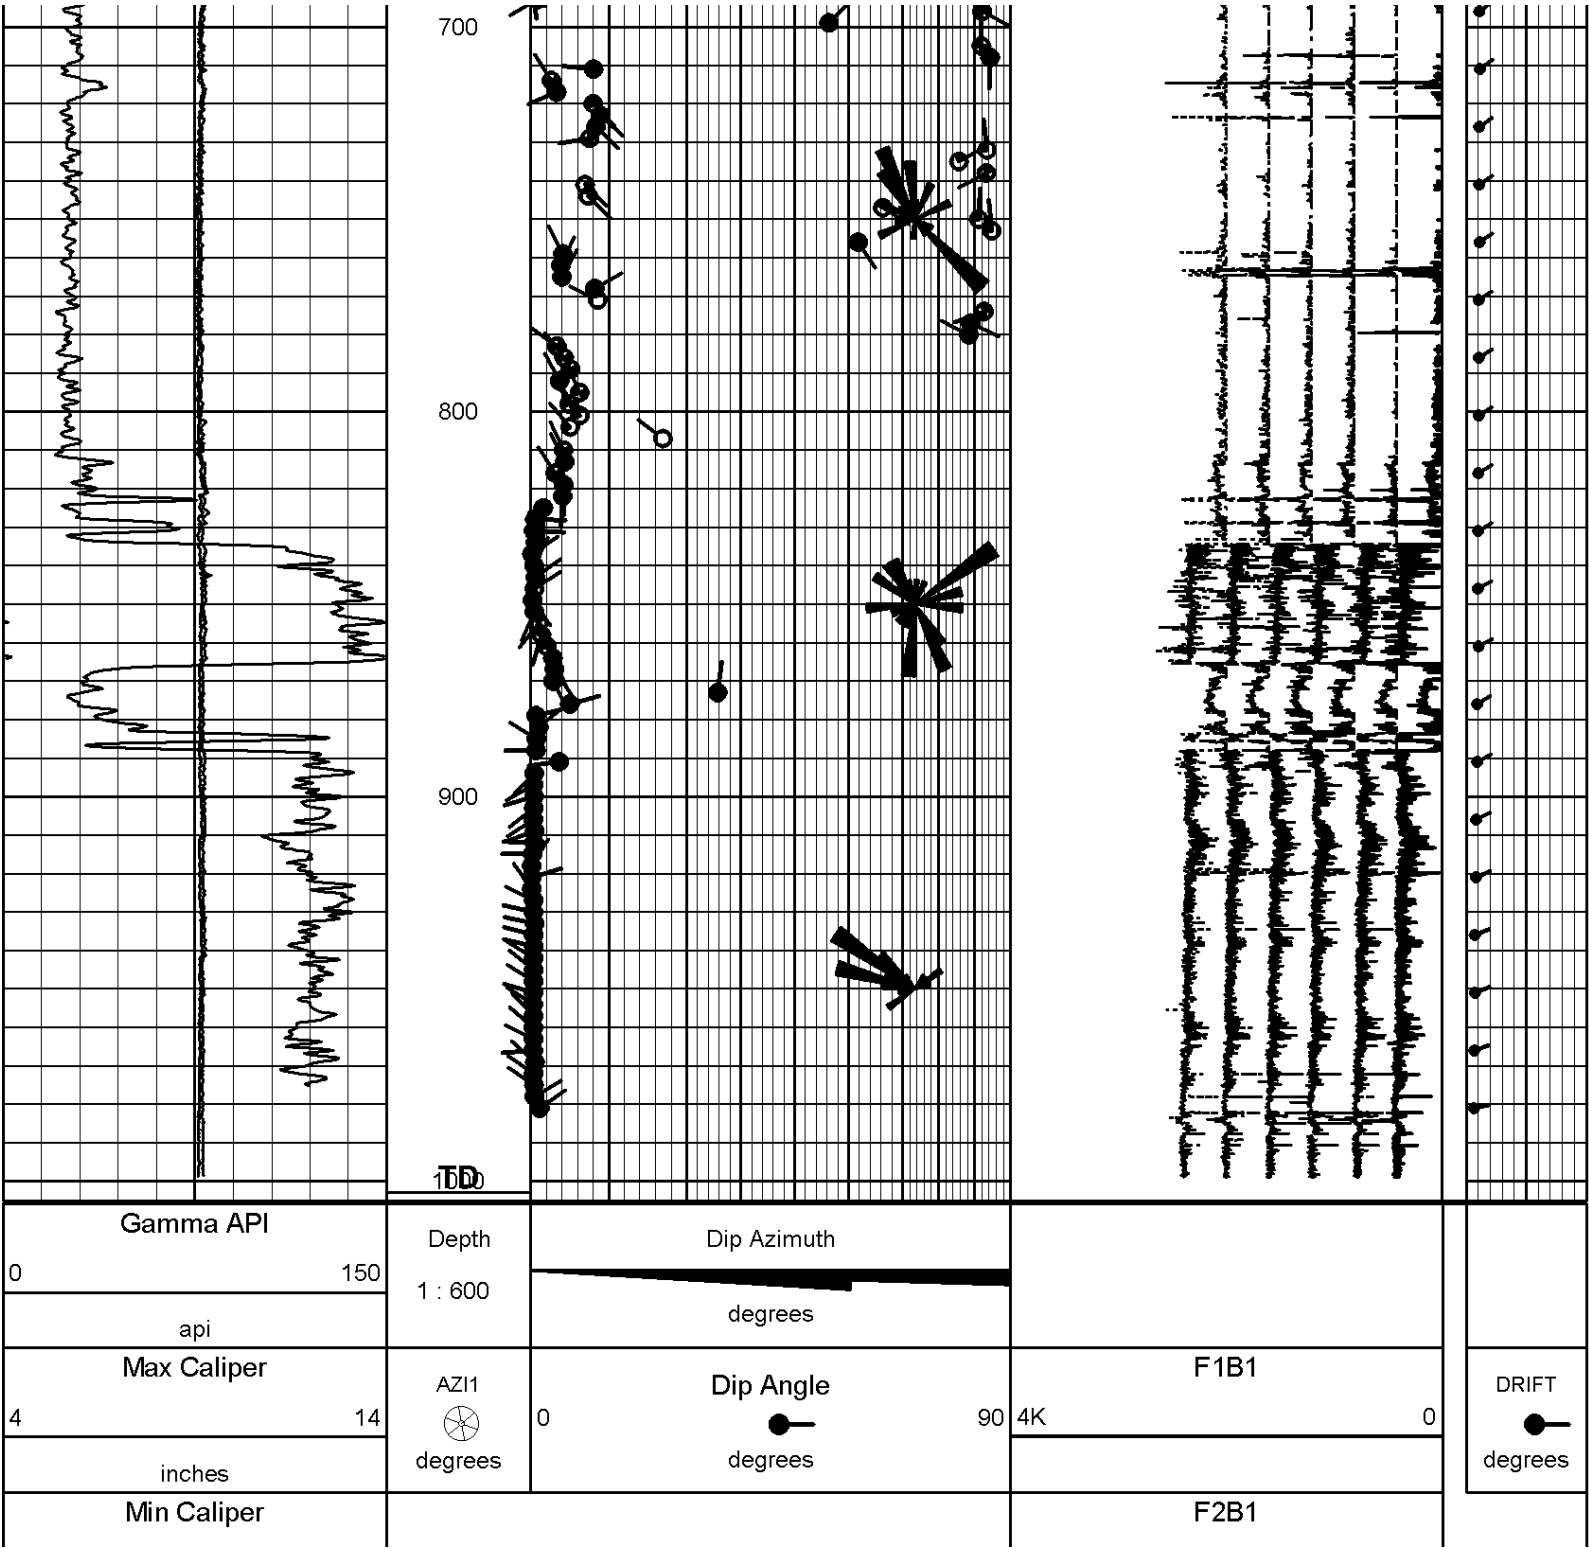 700
800
900
1000
TD
Gamma API
0 150
api
Depth
1 : 600
Dip Azimuth
degrees
Max Caliper
4 14
inches
AZI1
degrees
Dip Angle
0 90
degrees
F1B1
4K 0
DRIFT
degrees
Min Caliper
F2B1